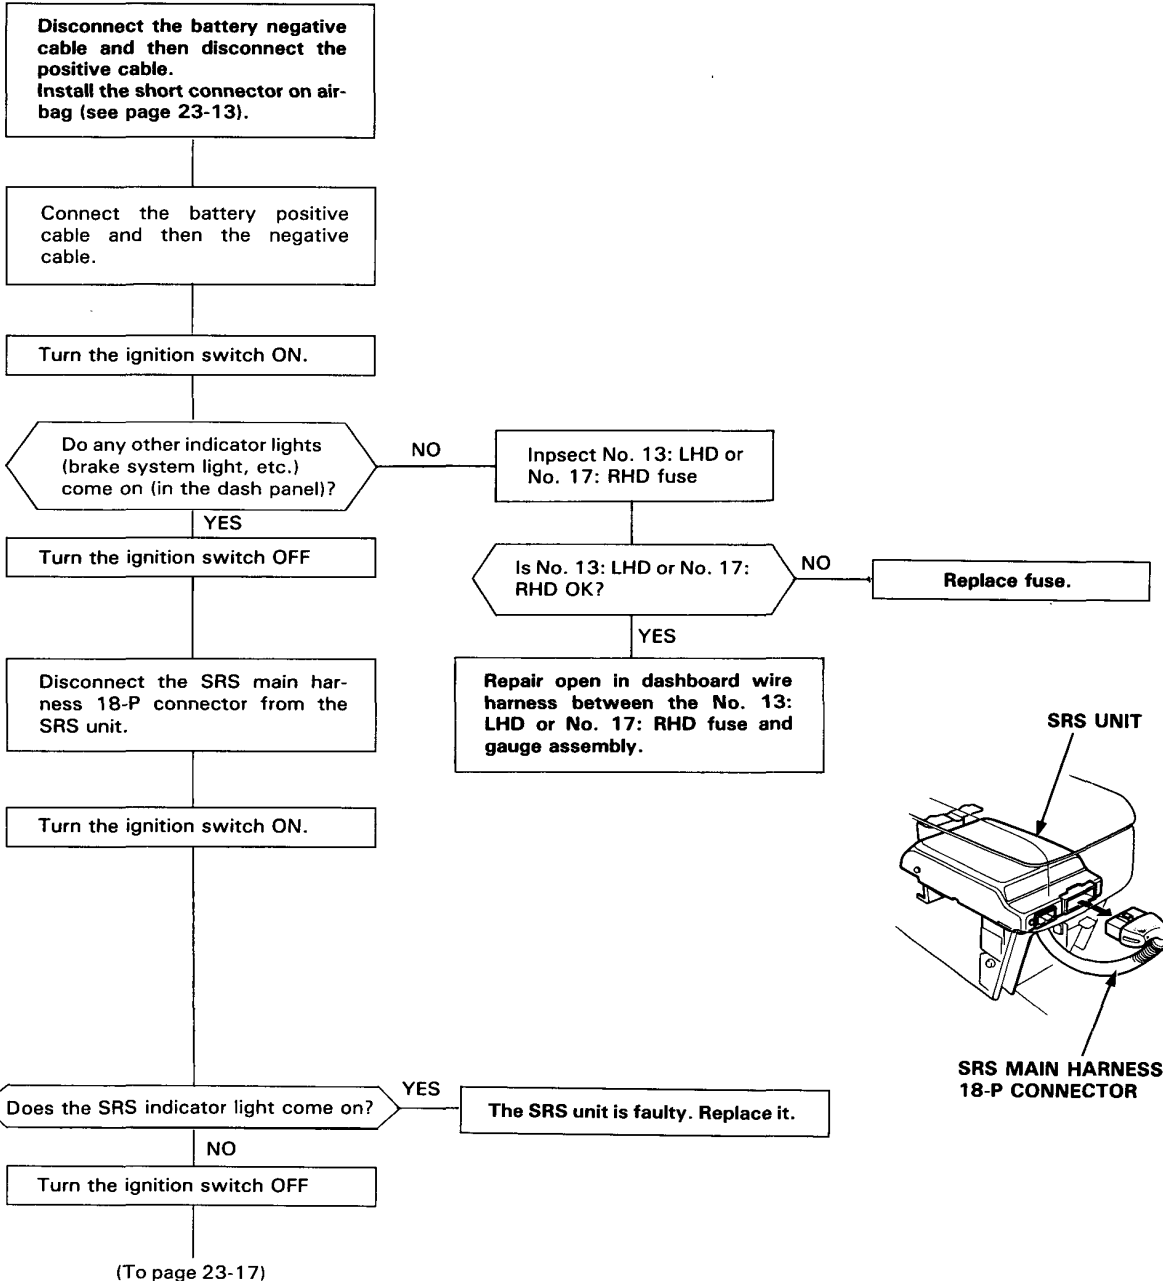 Disconnect the battery negative
cable and then disconnect the
positive cable.
Install the short connector on air-
bag (see page 23-13).
Connect the battery positive
cable and then the negative
cable.
Turn the ignition switch ON.
Do any other indicator lights
(brake system light, etc.)
come on (in the dash panel)?
NO
Inpsect No. 13: LHD or
No. 17: RHD fuse
YES
Turn the ignition switch OFF
Is No. 13: LHD or No. 17:
RHD OK?
NO
Replace fuse.
YES
Disconnect the SRS main har-
ness 18-P connector from the
SRS unit.
Repair open in dashboard wire
harness between the No. 13:
LHD or No. 17: RHD fuse and
gauge assembly.
SRS UNIT
Turn the ignition switch ON.
SRS MAIN HARNESS
18-P CONNECTOR
Does the SRS indicator light come on?
YES
The SRS unit is faulty. Replace it.
NO
Turn the ignition switch OFF
(To page 23-17)